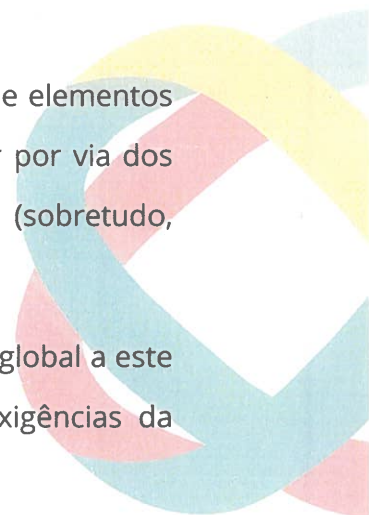 e elementos
por via dos
(sobretudo,
global a este
xigências da